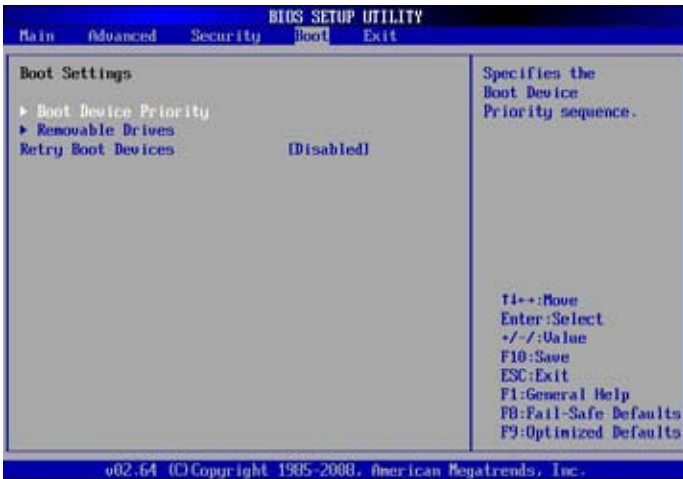 BIOS SETUP UTILITY
Main Advanced Security Boot Exit
Boot Settings
Boot Device Priority
Removable Drives
Retry Boot Devices [Disabled]
Specifies the
Boot Device
Priority sequence.
↑↓←→:Move
Enter:Select
+/-/:Value
F10:Save
ESC:Exit
F1:General Help
F8:Fail-Safe Defaults
F9:Optimized Defaults
v02.64 (C)Copyright 1985-2008, American Megatrends, Inc.